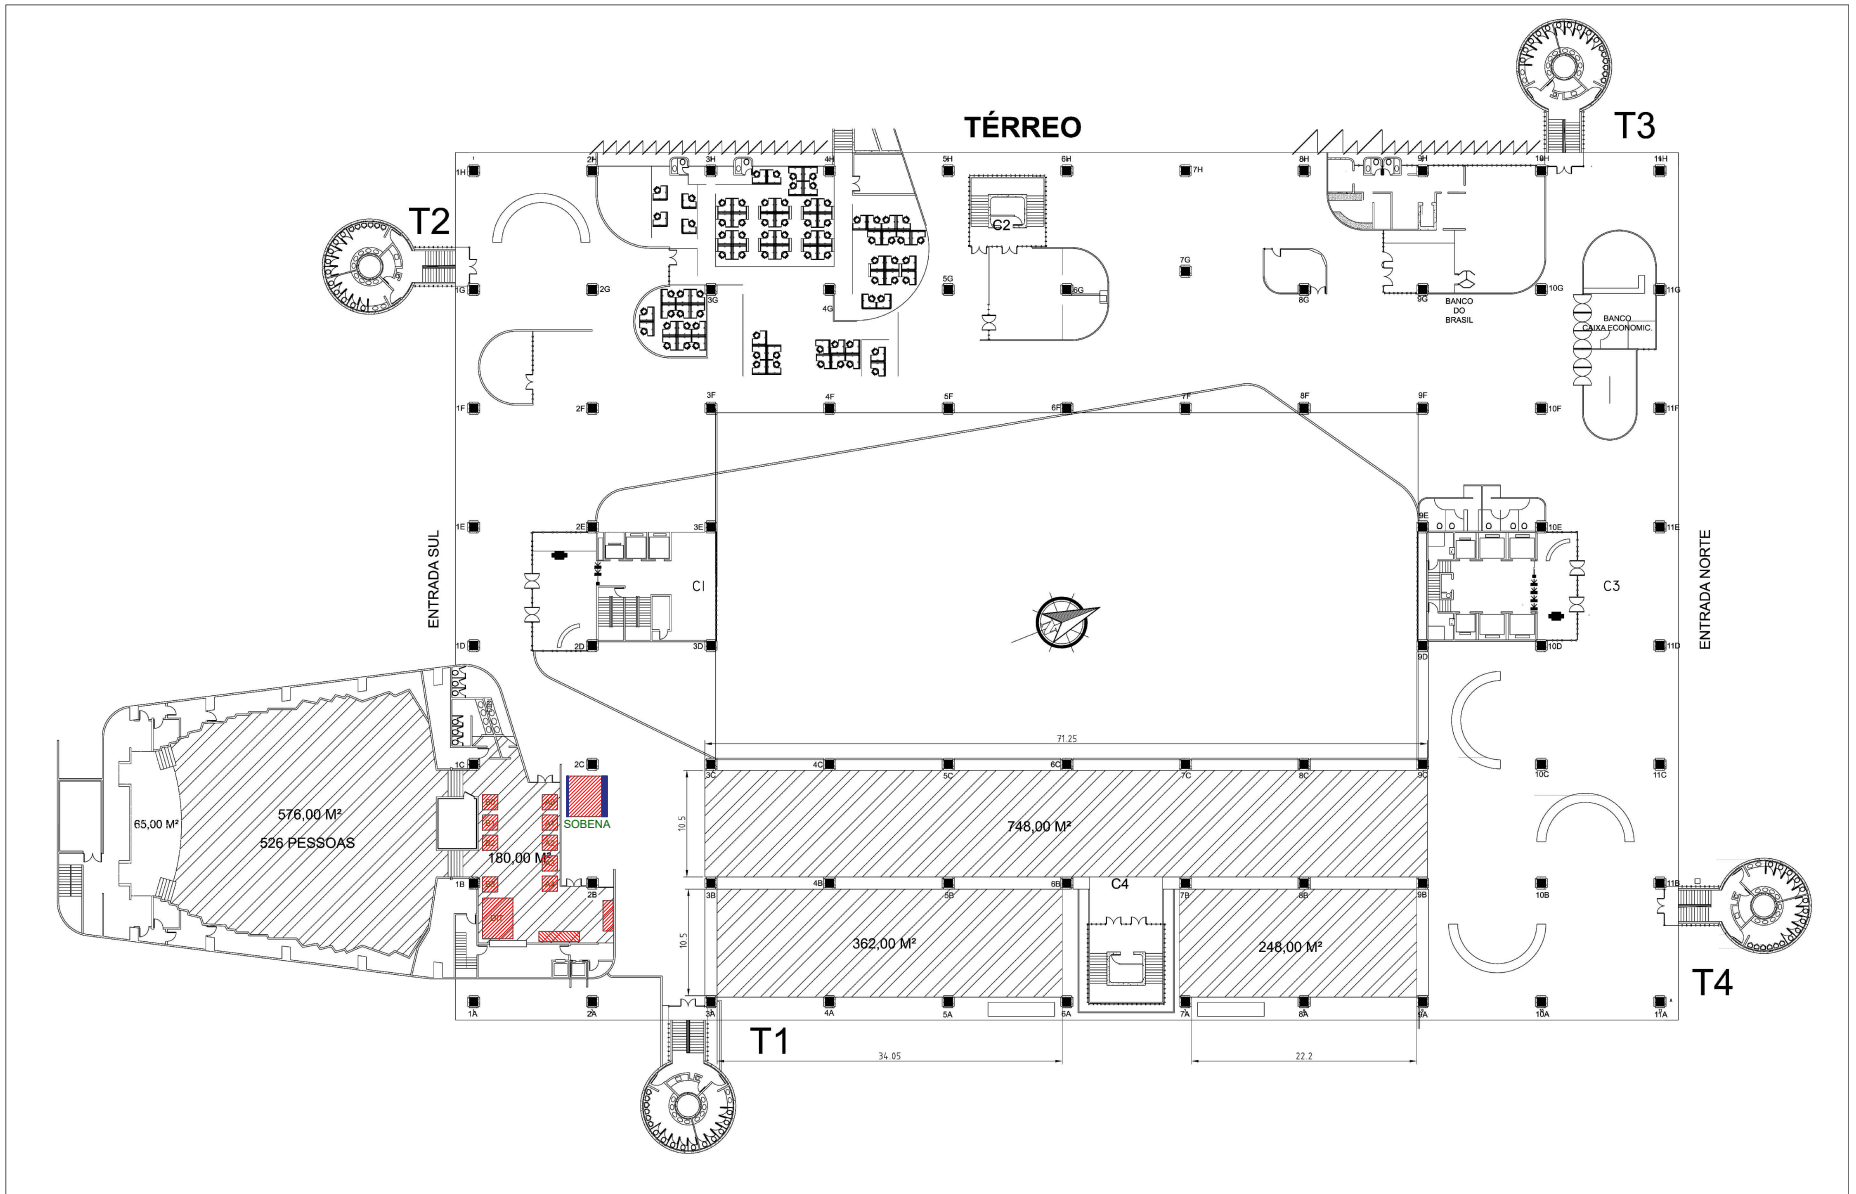 TÉRREO
T3
T2
1H
2H
3H
4H
5H
6H
7H
8H
9H
10H
11H
C2
7G
1G
2G
3G
4G
5G
6G
8G
9G
10G
11G
BANCO
DO
BRASIL
BANCO
CAIXA ECONOMIC.
1F
2F
3F
4F
5F
6F
7F
8F
9F
10F
11F
ENTRADA SUL
1E
2E
3E
9E
10E
11E
C1
C3
ENTRADA NORTE
1D
2D
3D
9D
10D
11D
71.25
1C
2C
3C
4C
5C
6C
7C
8C
9C
10C
11C
SOBENA
65,00 M²
576,00 M²
526 PESSOAS
180,00 M²
10.5
748,00 M²
C4
1B
2B
3B
4B
5B
6B
7B
8B
9B
10B
11B
10.5
362,00 M²
248,00 M²
T4
1A
2A
3A
4A
5A
6A
7A
8A
9A
10A
11A
T1
34.05
22.2